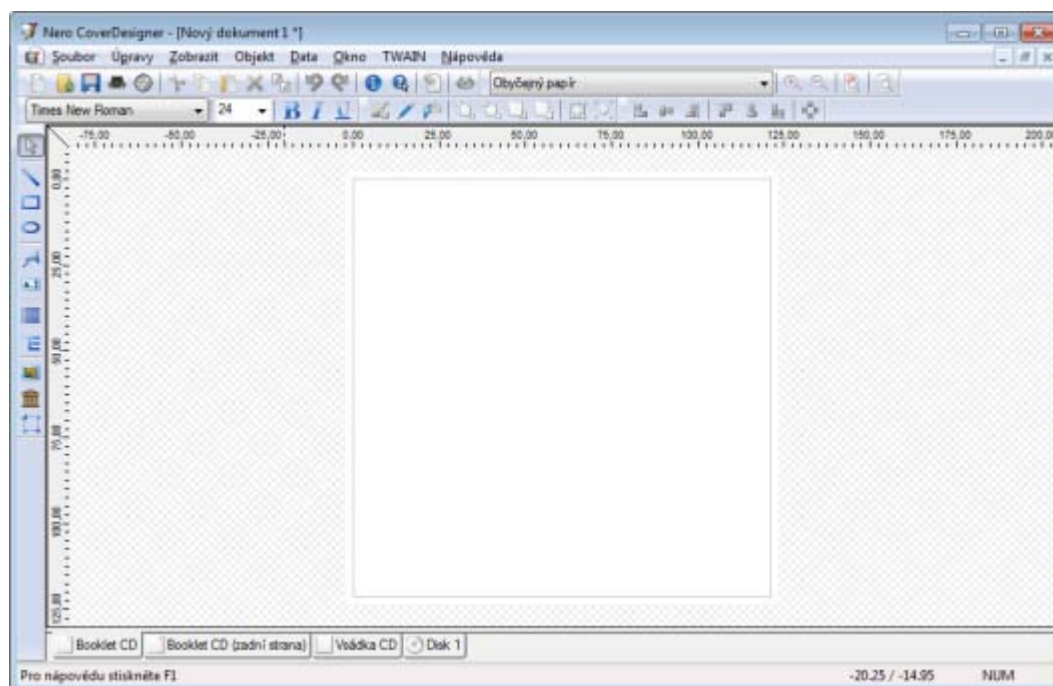 Nero CoverDesigner - [Nový dokument 1 *]
Soubor Úpravy Zobrazit Objekt Data Okno TWAIN Nápověda
Obyčejný papír
Times New Roman 24 B I U
-75,00 -50,00 -25,00 0,00 25,00 50,00 75,00 100,00 125,00 150,00 175,00 200,00
0,00
25,00
50,00
75,00
100,00
125,00
Booklet CD Booklet CD (zadní strana) Vsádka CD Disk 1
Pro nápovědu stiskněte F1 -20.25 / -14.95 NUM